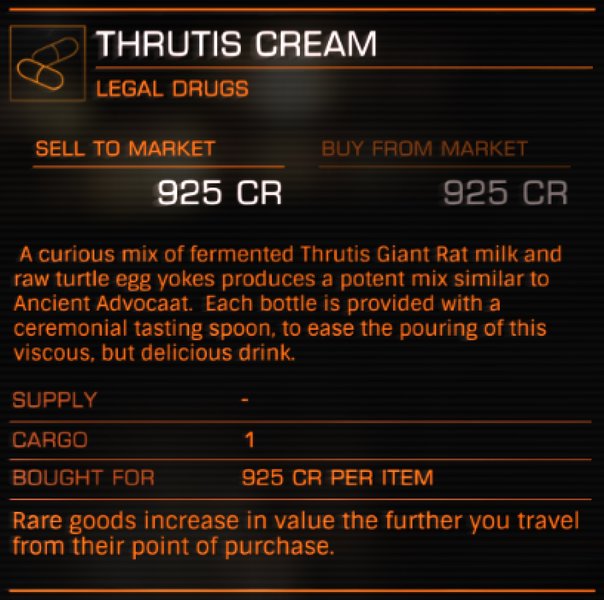 THRUTIS CREAM
LEGAL DRUGS
SELL TO MARKET
BUY FROM MARKET
925 CR
925 CR
A curious mix of fermented Thrutis Giant Rat milk and
raw turtle egg yokes produces a potent mix similar to
Ancient Advocaat. Each bottle is provided with a
ceremonial tasting spoon, to ease the pouring of this
viscous, but delicious drink.
SUPPLY -
CARGO 1
BOUGHT FOR 925 CR PER ITEM
Rare goods increase in value the further you travel
from their point of purchase.